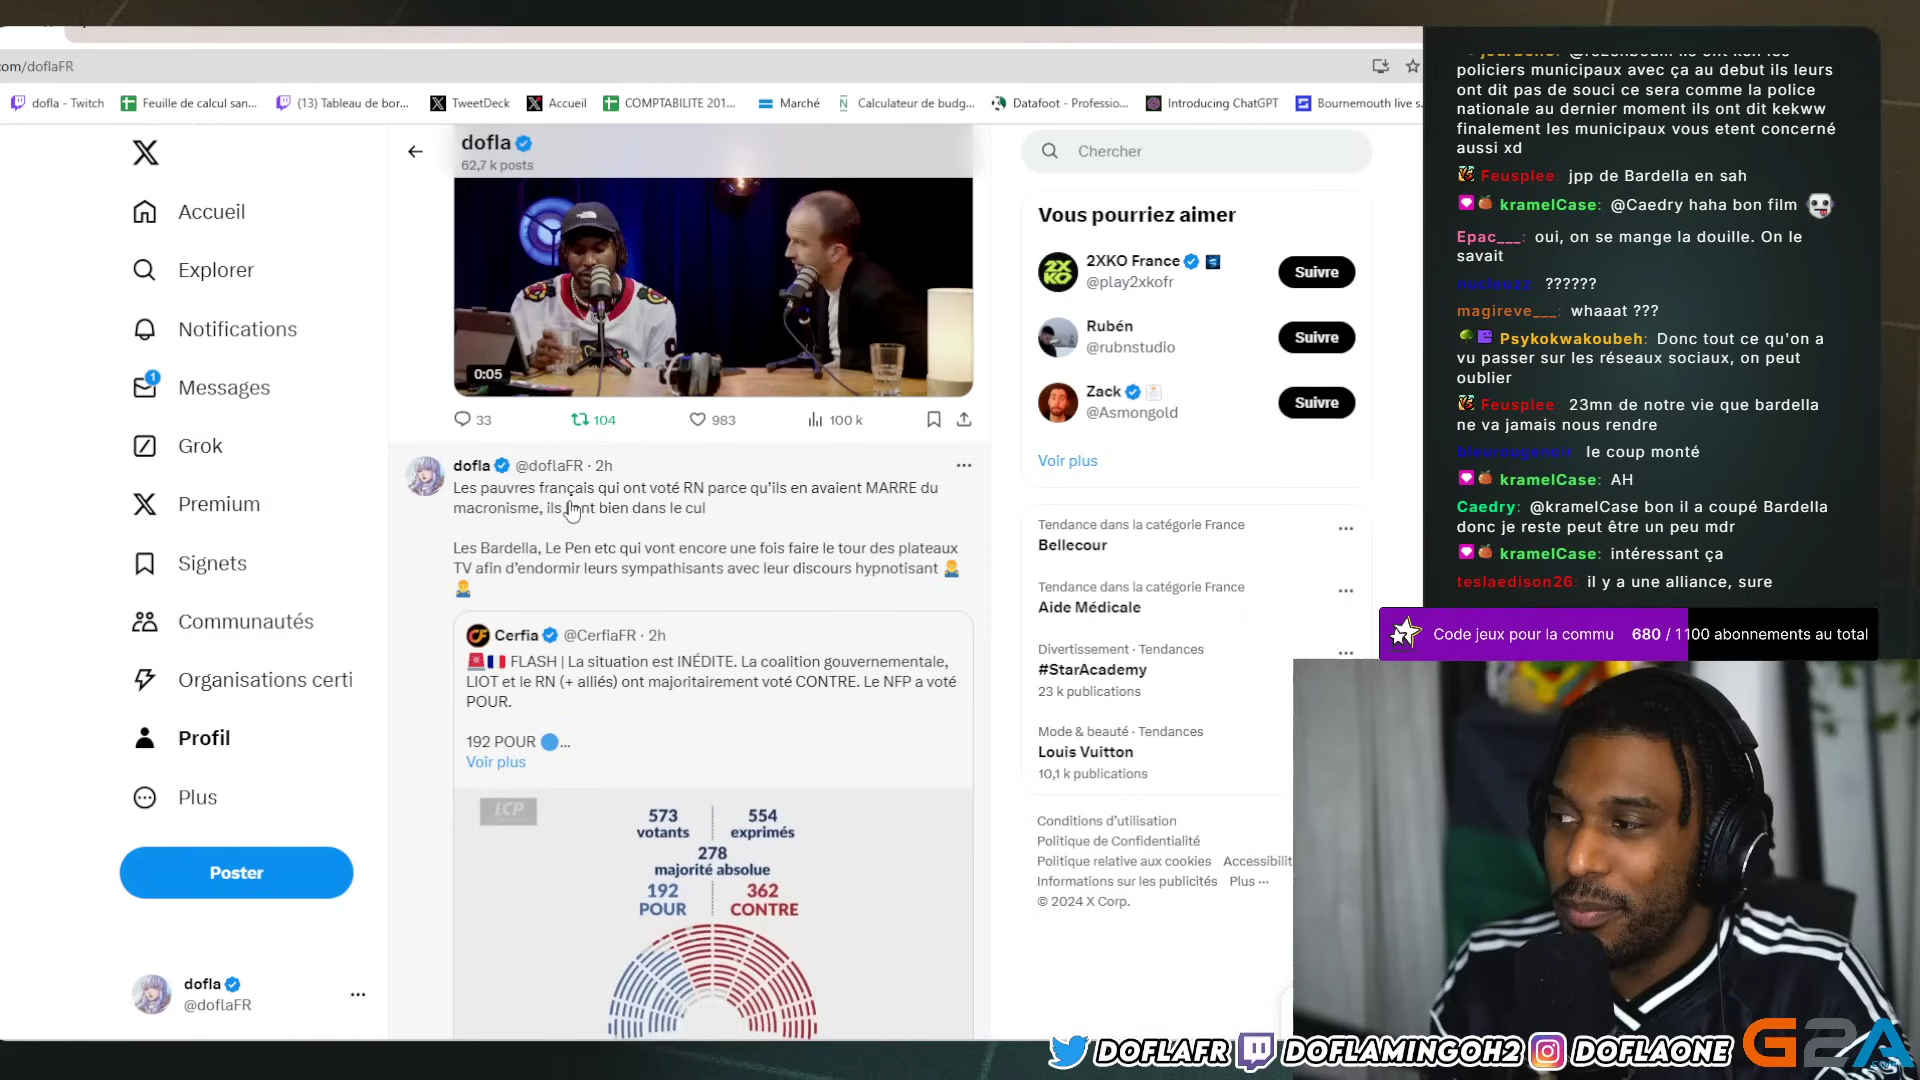 com/doflaFR
dofla - Twitch
Feuille de calcul san...
(13) Tableau de bor...
TweetDeck
Accueil
COMPTABILITE 201...
Marché
Calculateur de budg...
Datafoot - Professio...
Introducing ChatGPT
Bournemouth live s.
Accueil
Explorer
Notifications
1
Messages
Grok
Premium
Signets
Communautés
Organisations certi
Profil
Plus
Poster
dofla
@doflaFR
dofla
62,7 k posts
0:05
33
104
983
100 k
dofla @doflaFR · 2h
Les pauvres français qui ont voté RN parce qu'ils en avaient MARRE du
macronisme, ils bien dans le cul
Les Bardella, Le Pen etc qui vont encore une fois faire le tour des plateaux
TV afin d'endormir leurs sympathisants avec leur discours hypnotisant
Cerfia @CerfiaFR · 2h
FLASH | La situation est INÉDITE. La coalition gouvernementale,
LIOT et le RN (+ alliés) ont majoritairement voté CONTRE. Le NFP a voté
POUR.
192 POUR ...
Voir plus
LCP
573
votants
554
exprimés
278
majorité absolue
192
POUR
362
CONTRE
Chercher
Vous pourriez aimer
2XKO
2XKO France
@play2xkofr
Suivre
Rubén
@rubnstudio
Suivre
Zack
@Asmongold
Suivre
Voir plus
Tendance dans la catégorie France
Bellecour
Tendance dans la catégorie France
Aide Médicale
Divertissement · Tendances
#StarAcademy
23 k publications
Mode & beauté · Tendances
Louis Vuitton
10,1 k publications
Conditions d'utilisation
Politique de Confidentialité
Politique relative aux cookies Accessibilit
Informations sur les publicités Plus ···
© 2024 X Corp.
policiers municipaux avec ça au debut ils leurs
ont dit pas de souci ce sera comme la police
nationale au dernier moment ils ont dit kekww
finalement les municipaux vous etent concerné
aussi xd
Feusplee: jpp de Bardella en sah
kramelCase: @Caedry haha bon film
Epac___: oui, on se mange la douille. On le
savait
??????
magireve___: whaaat ???
Psykokwakoubeh: Donc tout ce qu'on a
vu passer sur les réseaux sociaux, on peut
oublier
Feusplee: 23mn de notre vie que bardella
ne va jamais nous rendre
le coup monté
kramelCase: AH
Caedry: @kramelCase bon il a coupé Bardella
donc je reste peut être un peu mdr
kramelCase: intéressant ça
teslaedison26: il y a une alliance, sure
Code jeux pour la commu 680 / 1 100 abonnements au total
DOFLAFR DOFLAMINGOH2 DOFLAONE
G2A
.COM